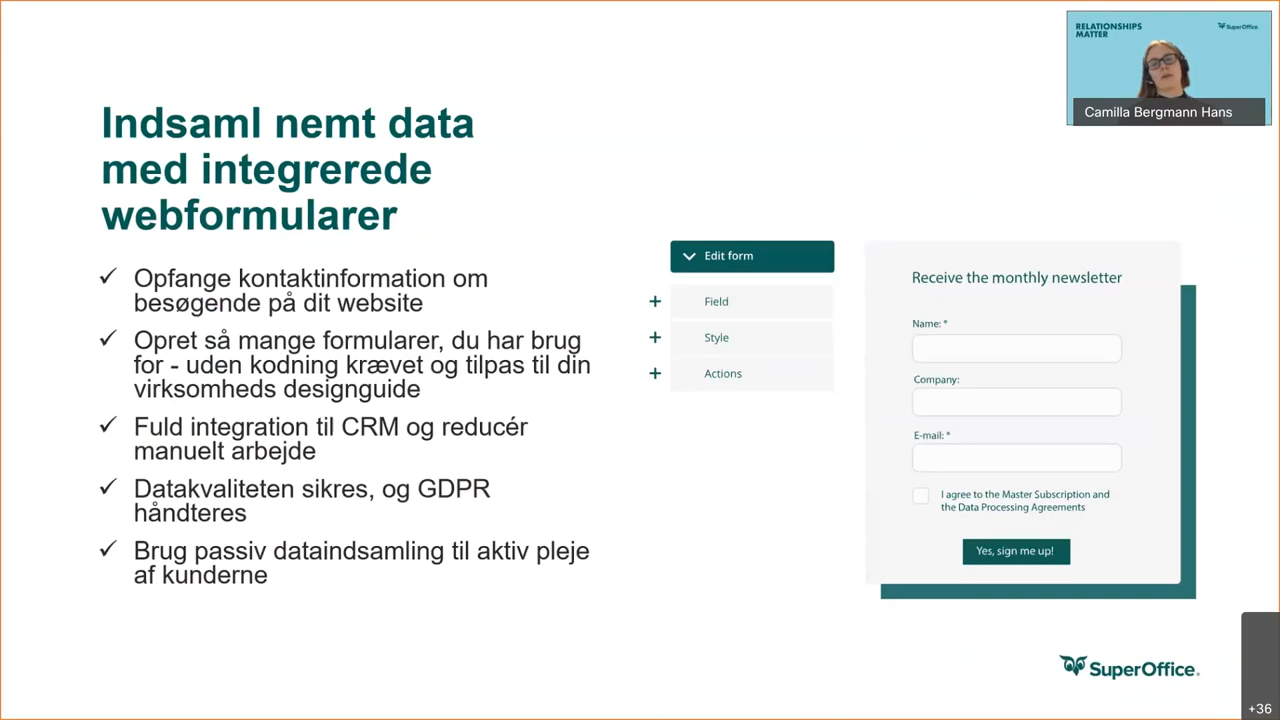 RELATIONSHIPS
MATTER
SuperOffice
Camilla Bergmann Hans
Indsaml nemt data
med integrerede
webformularer
Opfange kontaktinformation om
besøgende på dit website
Opret så mange formularer, du har brug
for - uden kodning krævet og tilpas til din
virksomheds designguide
Fuld integration til CRM og reducér
manuelt arbejde
Datakvaliteten sikres, og GDPR
håndteres
Brug passiv dataindsamling til aktiv pleje
af kunderne
Edit form
Field
Style
Actions
Receive the monthly newsletter
Name: *
Company:
E-mail: *
I agree to the Master Subscription and
the Data Processing Agreements
Yes, sign me up!
SuperOffice.
+36